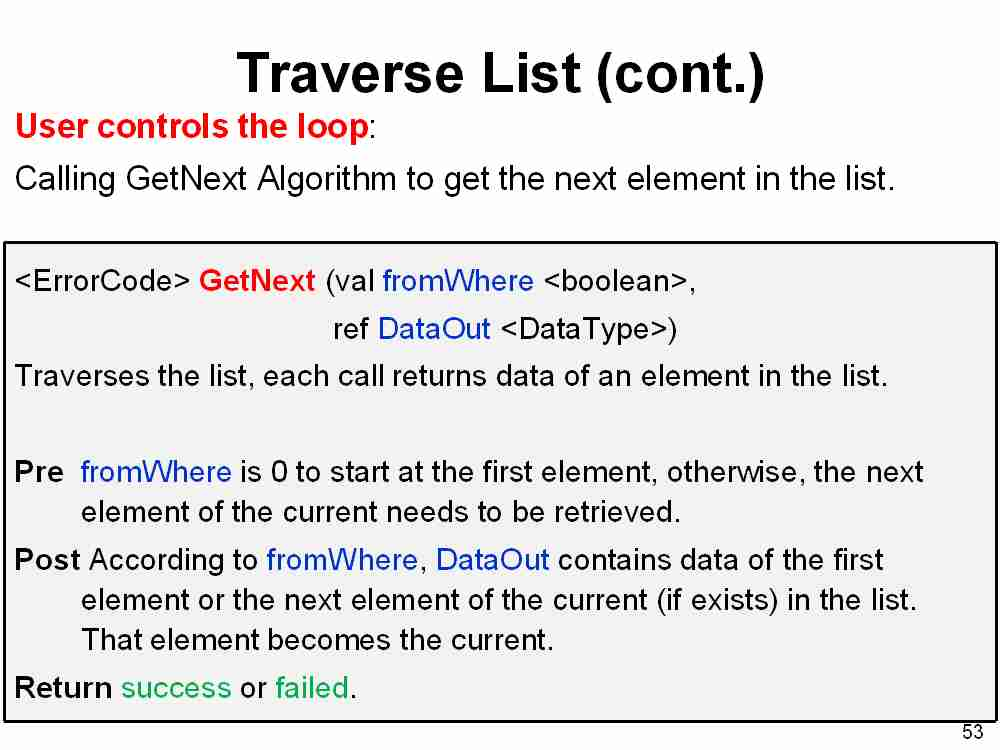 Traverse List (cont.)
User controls the loop:
Calling GetNext Algorithm to get the next element in the list.
<ErrorCode> GetNext (val fromWhere <boolean>,
ref DataOut <DataType>)
Traverses the list, each call returns data of an element in the list.
Pre fromWhere is 0 to start at the first element, otherwise, the next
element of the current needs to be retrieved.
Post According to fromWhere, DataOut contains data of the first
element or the next element of the current (if exists) in the list.
That element becomes the current.
Return success or failed.
53